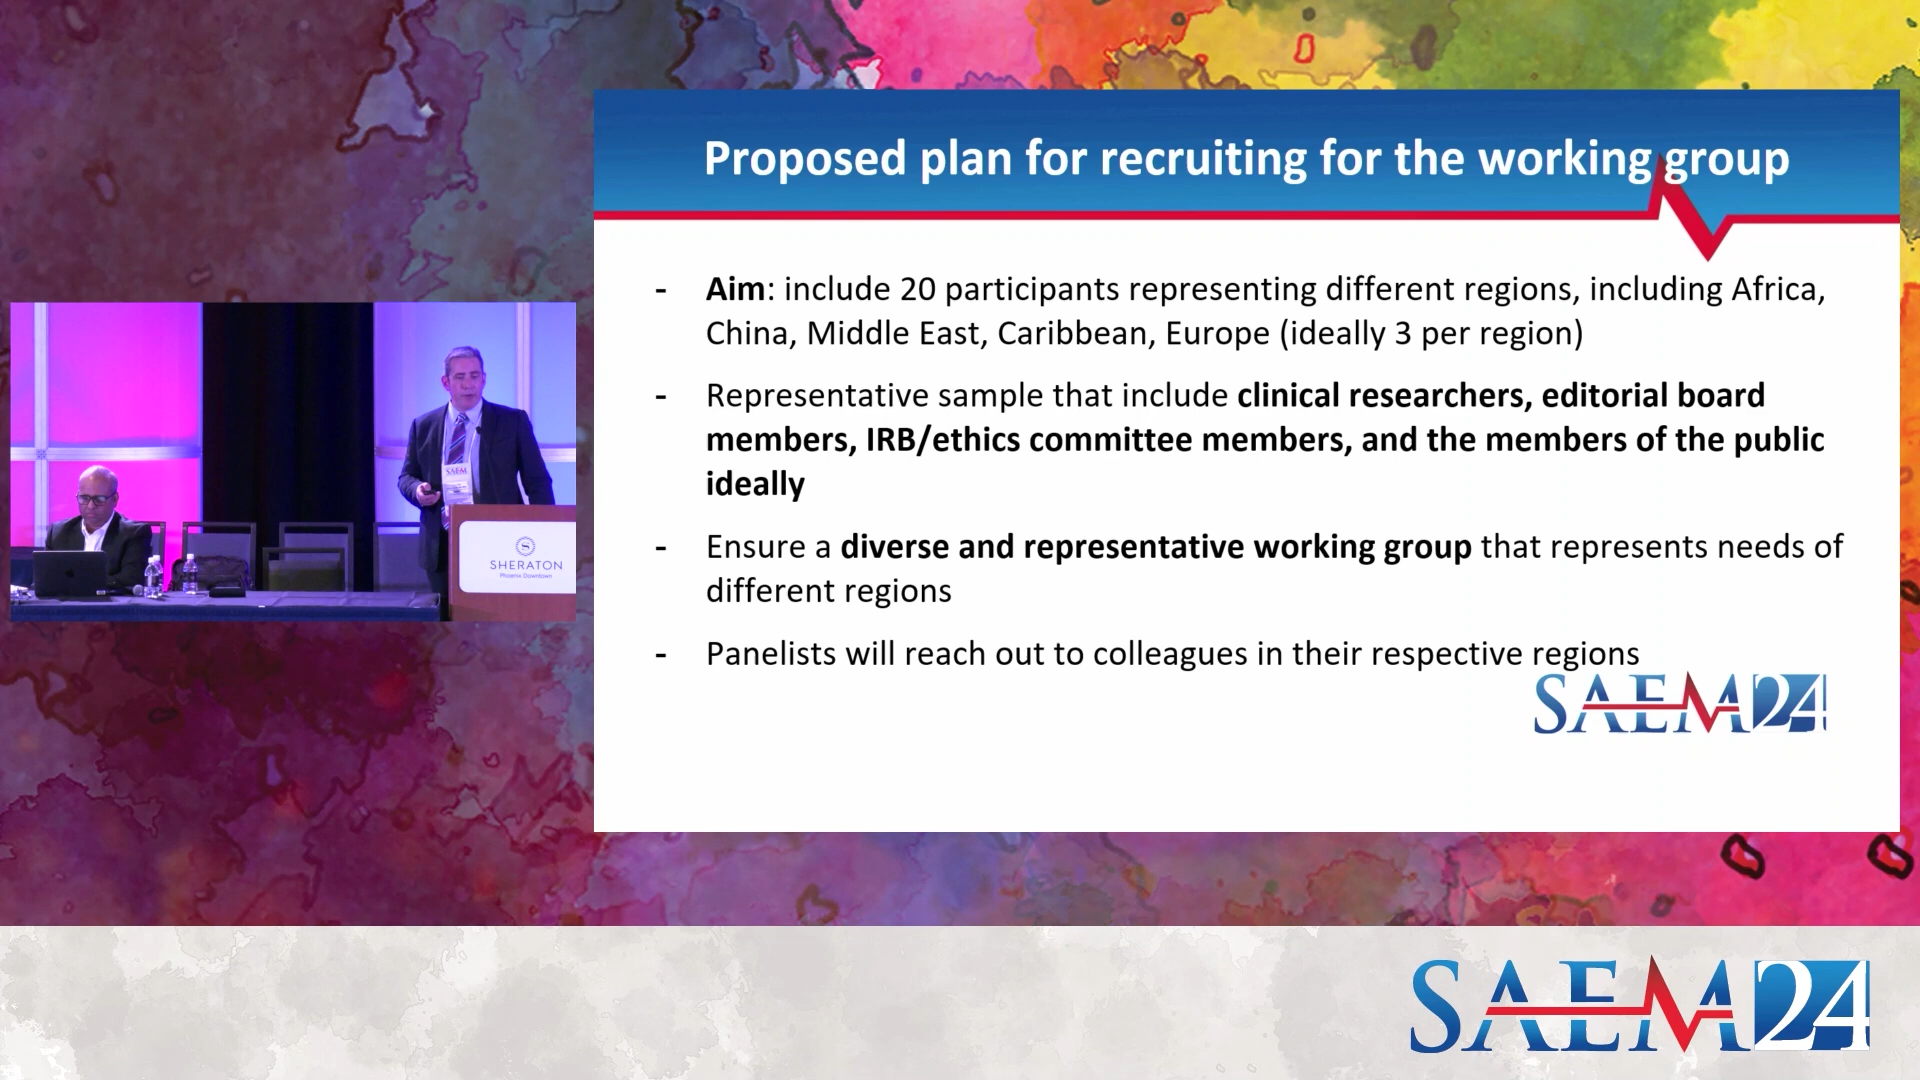 Proposed plan for recruiting for the working group
- Aim: include 20 participants representing different regions, including Africa,
China, Middle East, Caribbean, Europe (ideally 3 per region)
- Representative sample that include clinical researchers, editorial board
members, IRB/ethics committee members, and the members of the public
ideally
- Ensure a diverse and representative working group that represents needs of
different regions
- Panelists will reach out to colleagues in their respective regions
SAEM24
SAEM
S
SHERATON
Phoenix Downtown
SAEM24